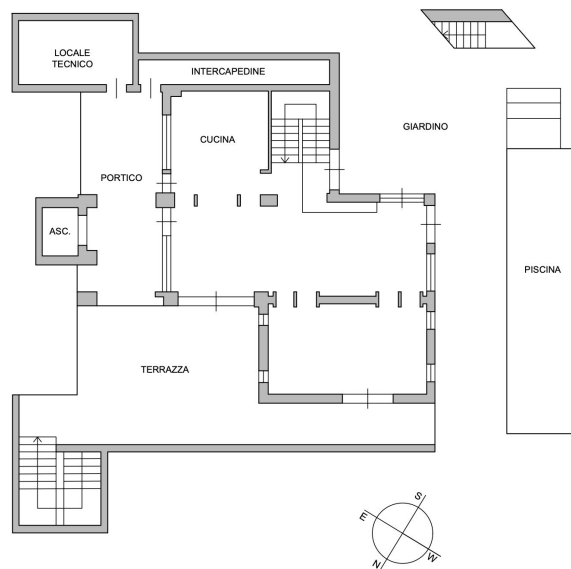 LOCALE
TECNICO
INTERCAPEDINE
CUCINA
GIARDINO
PORTICO
ASC.
PISCINA
TERRAZZA
S
E
W
N